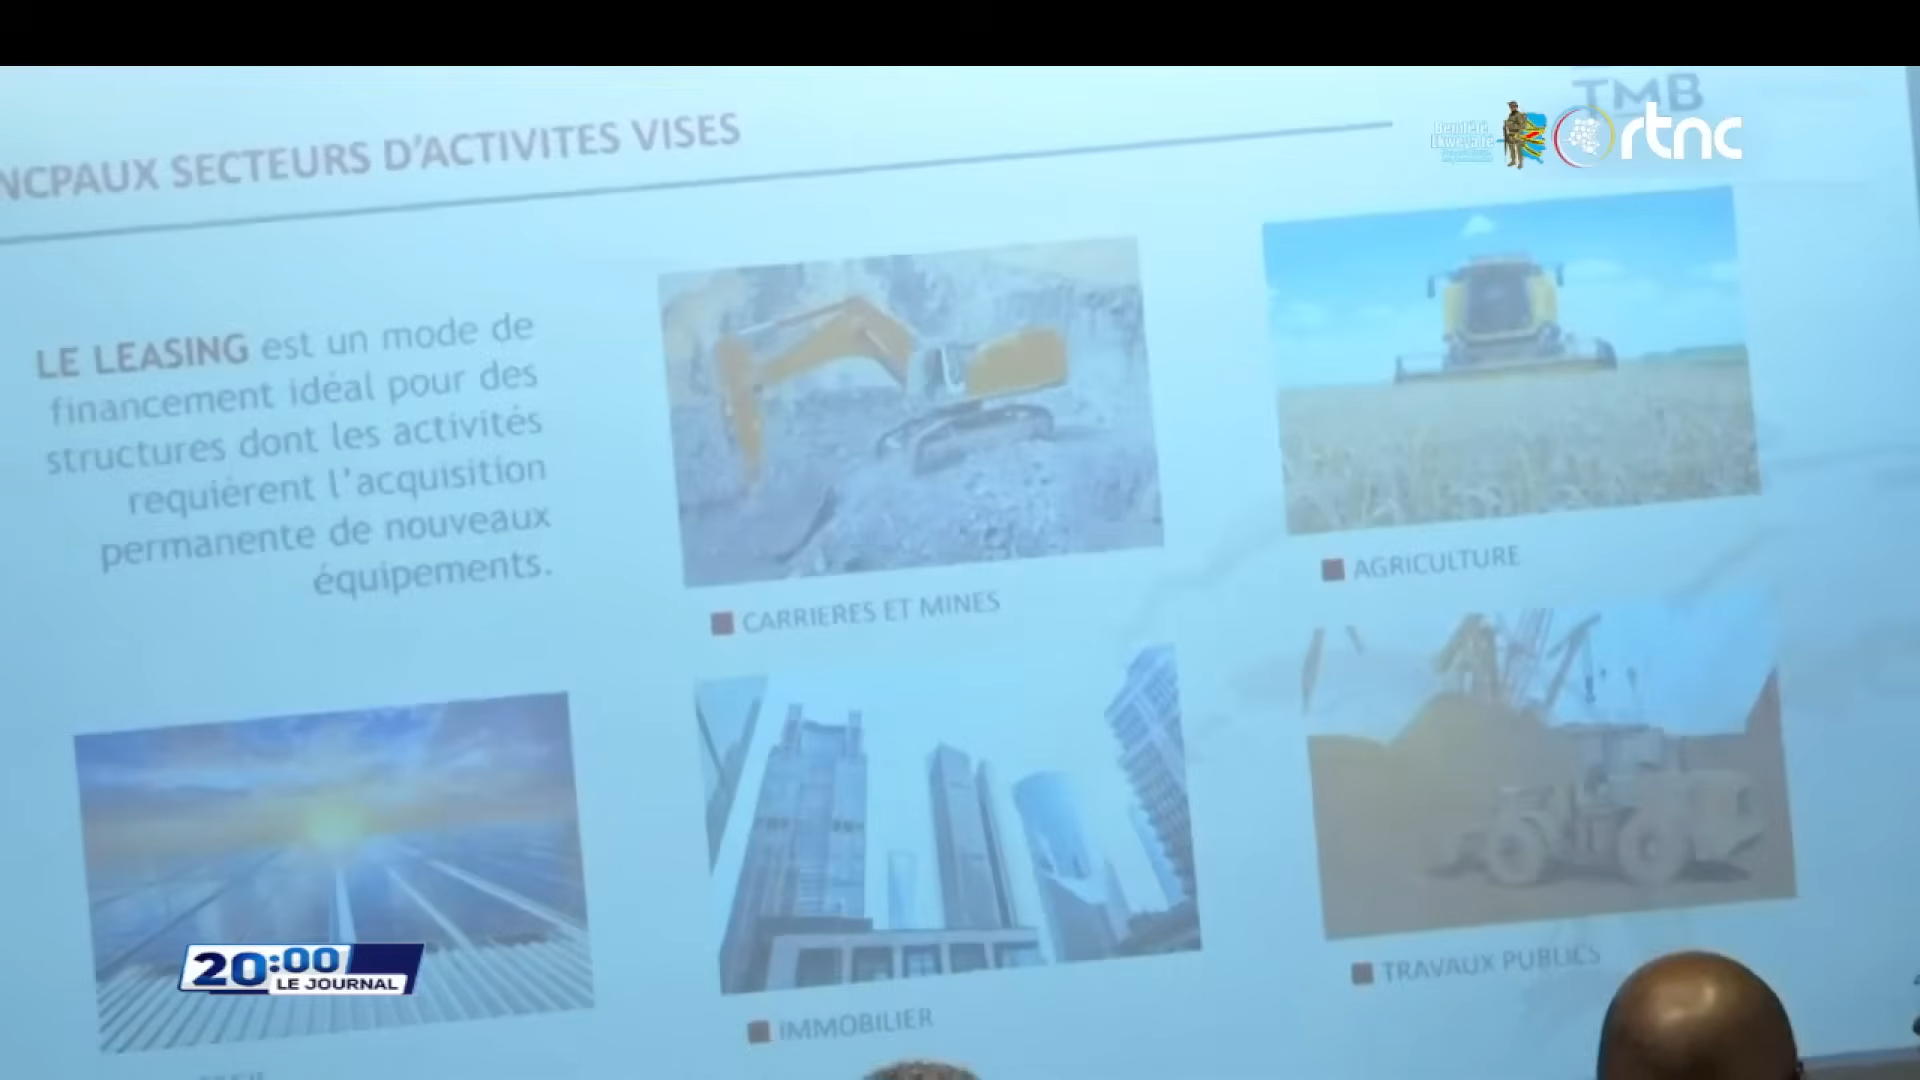 TMB
rtnc
NCPAUX SECTEURS D'ACTIVITES VISES
LE LEASING est un mode de
financement idéal pour des
structures dont les activités
requièrent l'acquisition
permanente de nouveaux
équipements.
CARRIERES ET MINES
AGRICULTURE
IMMOBILIER
TRAVAUX PUBLICS
20:00
LE JOURNAL